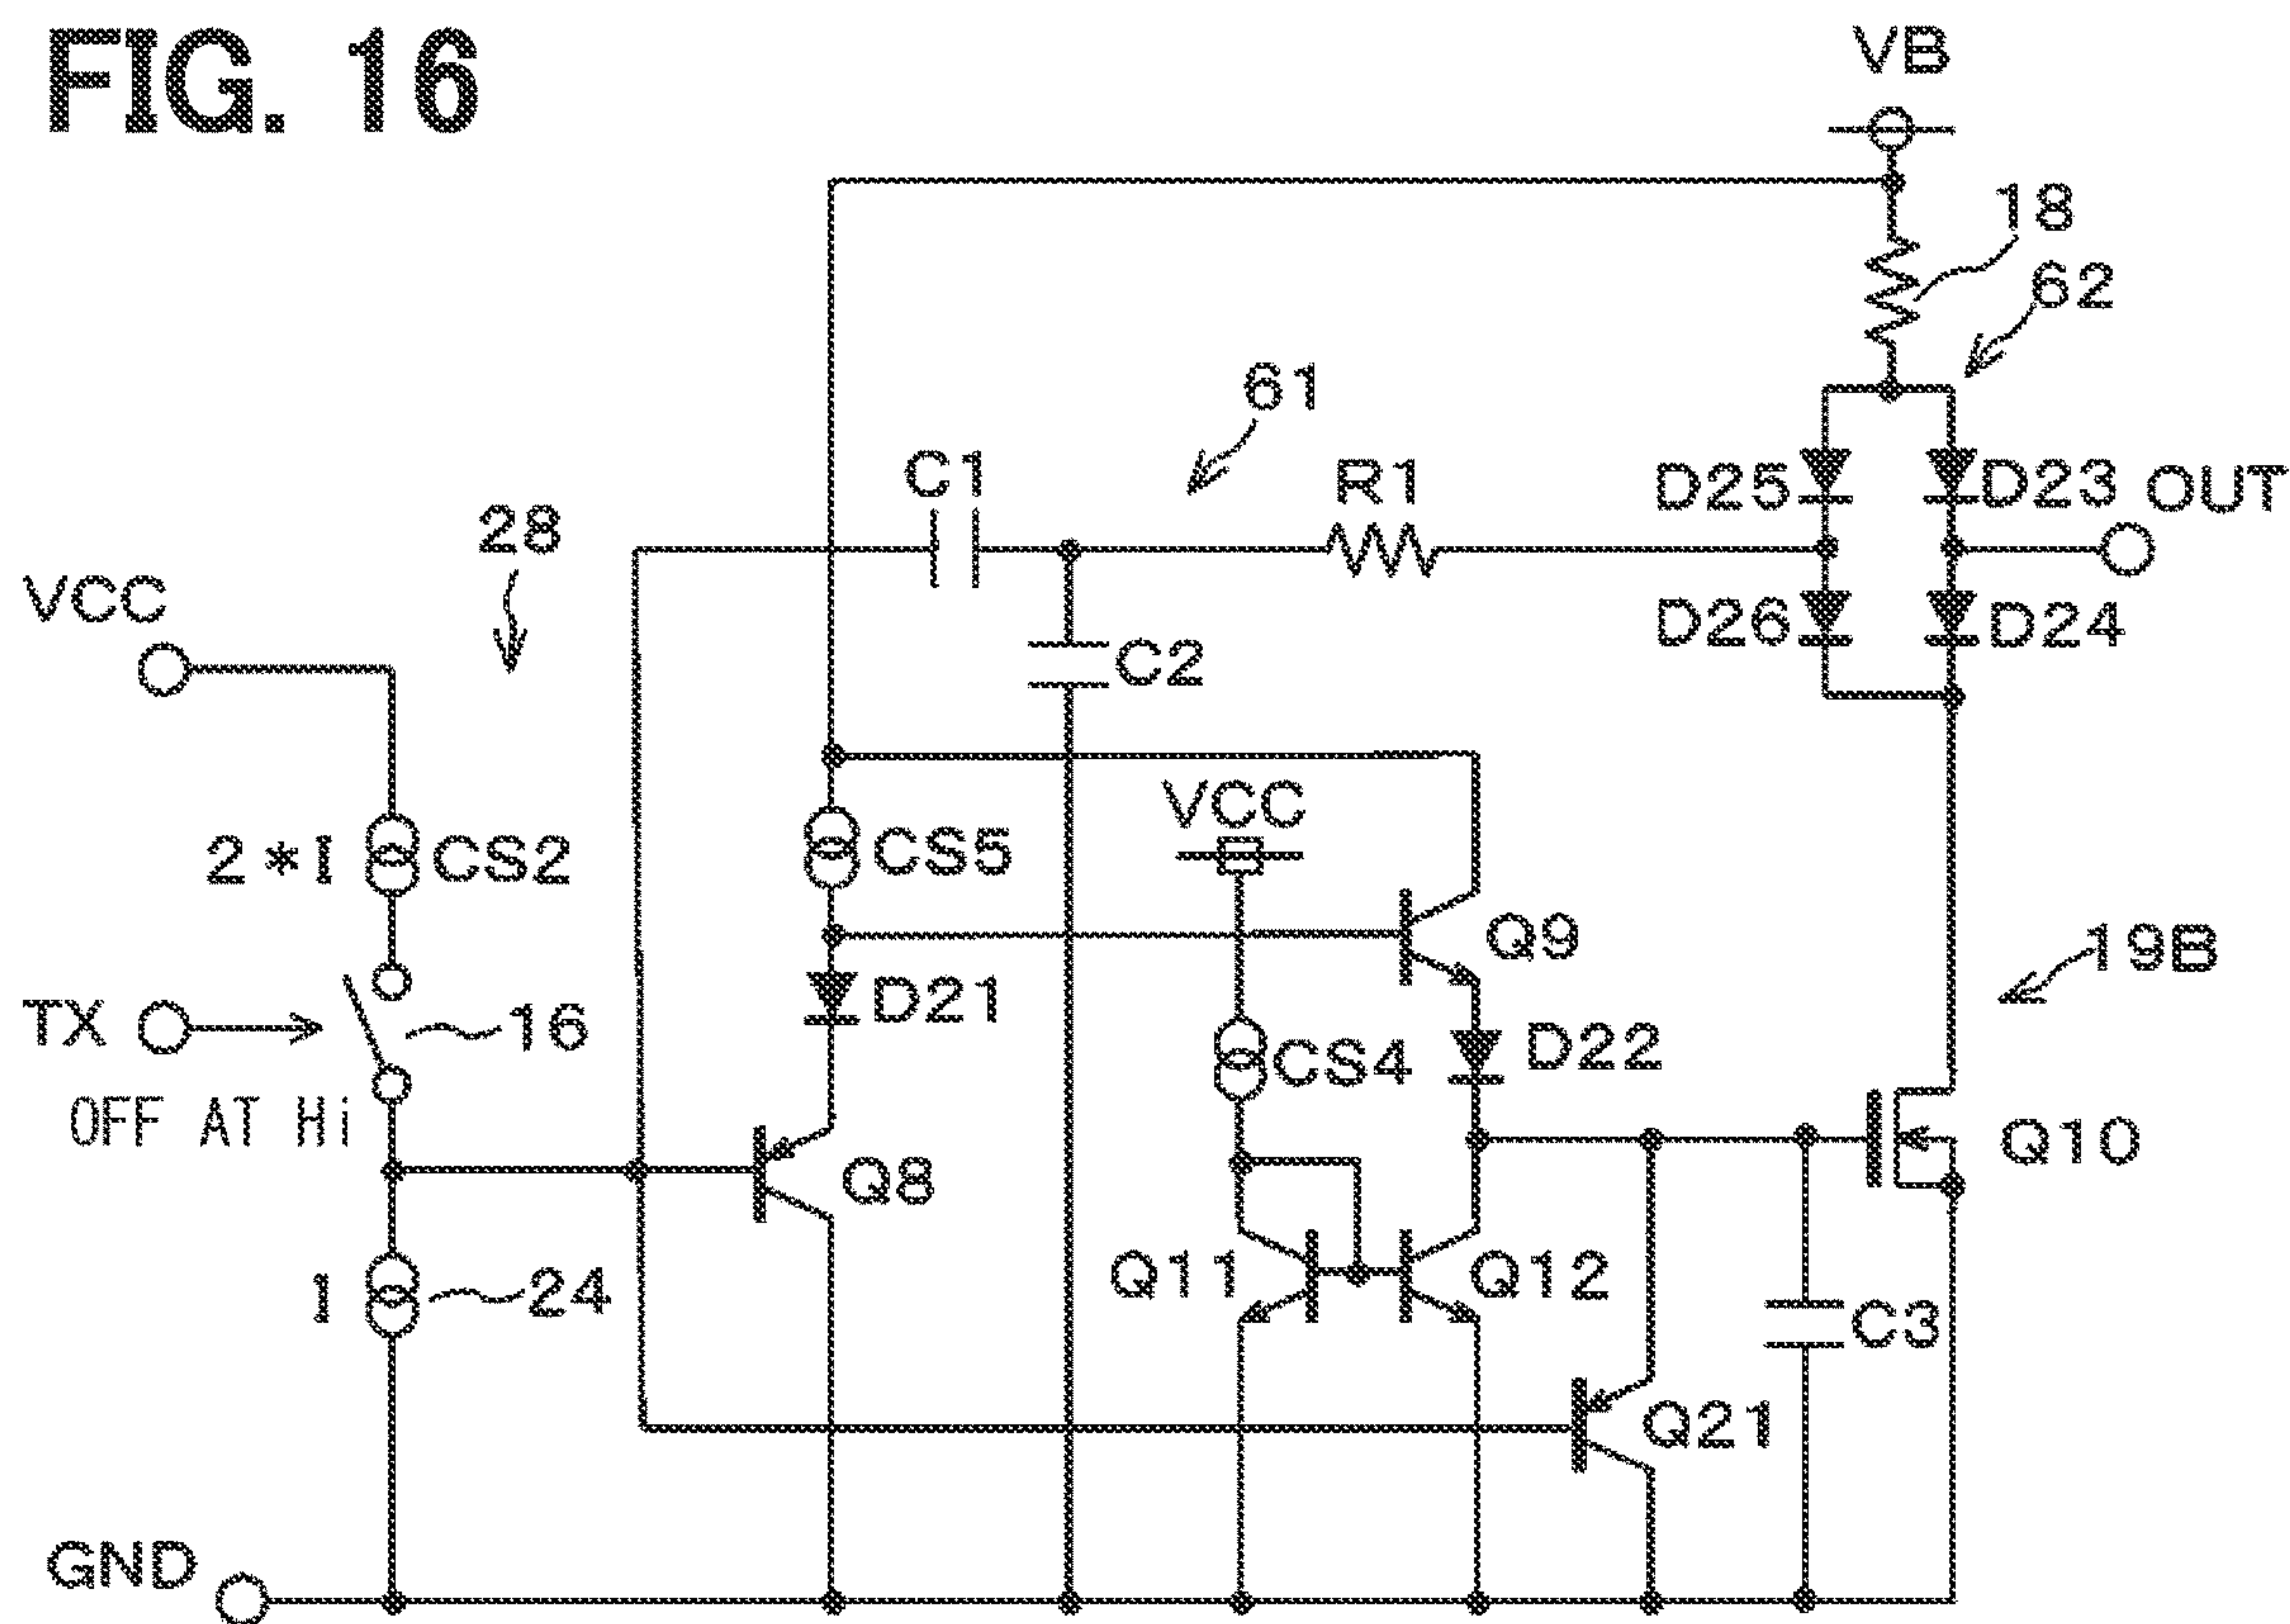 FIG. 16
VB
18
62
61
C1
R1
D25
D23
OUT
28
VCC
D26
D24
C2
VCC
2*I
CS2
CS5
Q9
19B
TX
16
D21
CS4
D22
OFF AT Hi
Q8
Q10
I
24
Q11
Q12
C3
Q21
GND